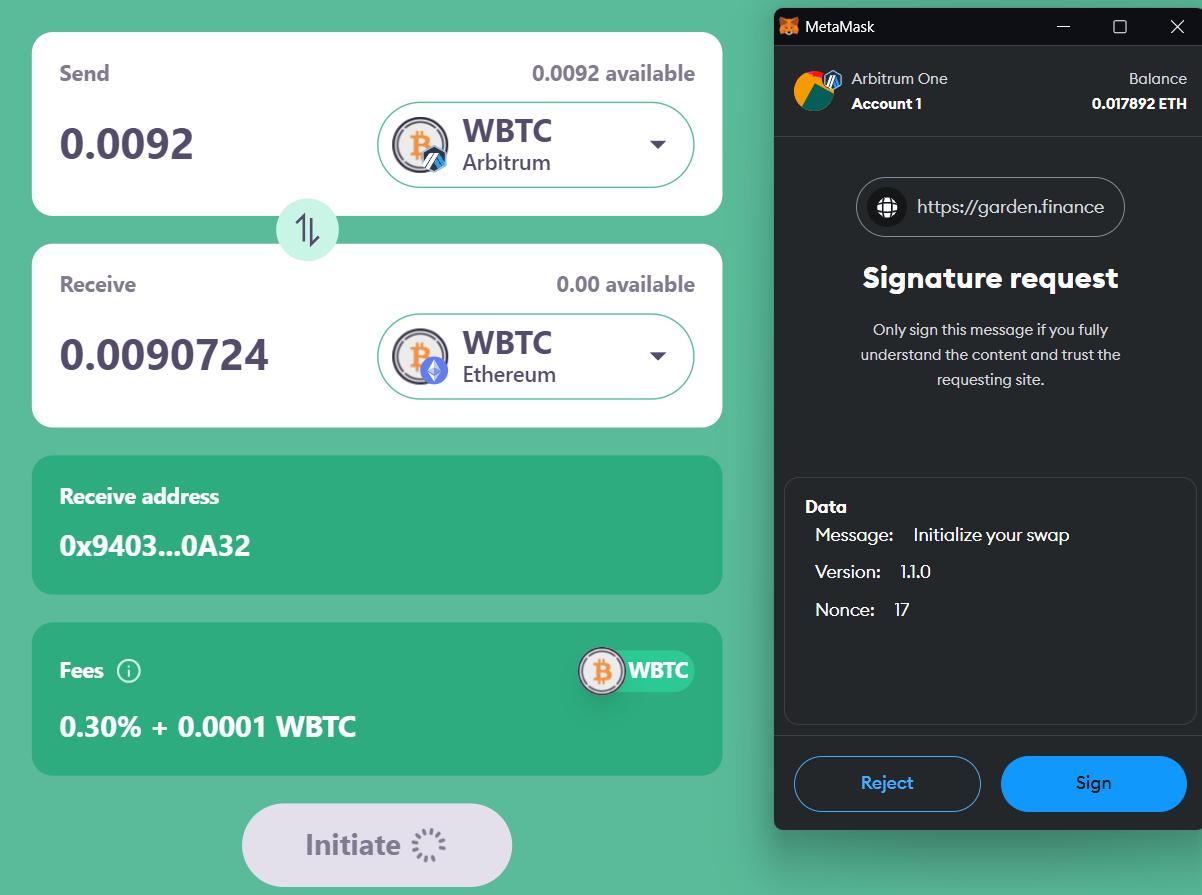 Send
0.0092 available
0.0092
WBTC
Arbitrum
Receive
0.00 available
0.0090724
WBTC
Ethereum
Receive address
0x9403...0A32
Fees
WBTC
0.30% + 0.0001 WBTC
Initiate
MetaMask
Arbitrum One
Account 1
Balance
0.017892 ETH
https://garden.finance
Signature request
Only sign this message if you fully
understand the content and trust the
requesting site.
Data
Message: Initialize your swap
Version: 1.1.0
Nonce: 17
Reject
Sign